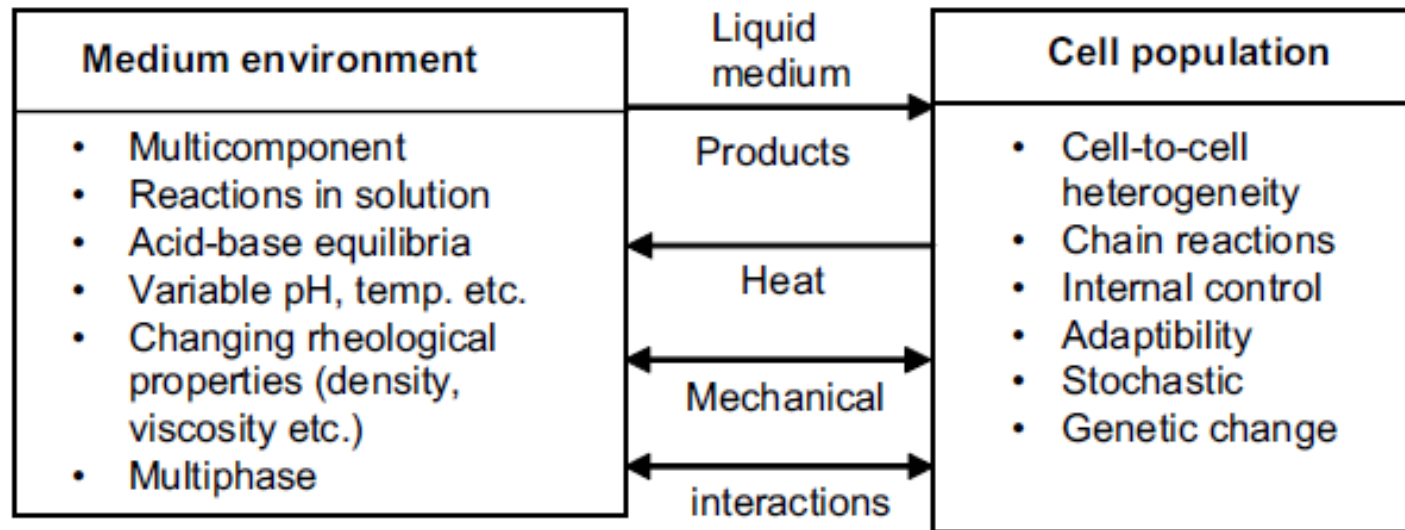 Medium environment
• Multicomponent
• Reactions in solution
• Acid-base equilibria
• Variable pH, temp. etc.
• Changing rheological
properties (density,
viscosity etc.)
• Multiphase
Liquid
medium
Products
Heat
Mechanical
interactions
Cell population
• Cell-to-cell
heterogeneity
• Chain reactions
• Internal control
• Adaptibility
• Stochastic
• Genetic change